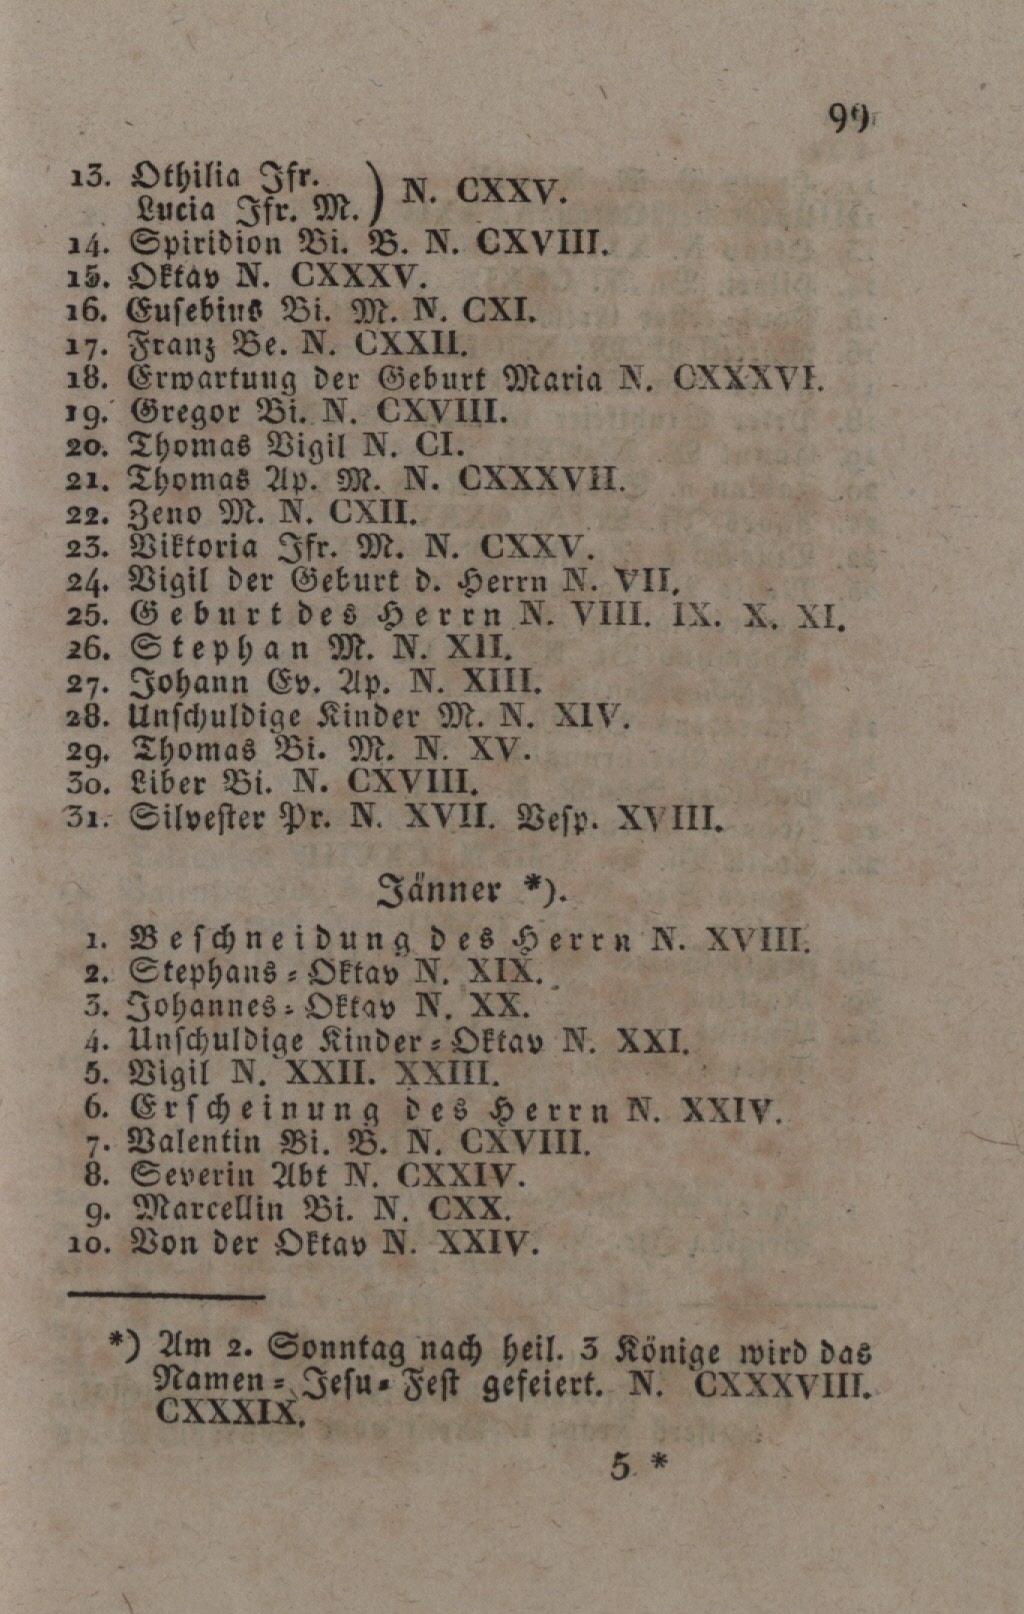 99
13. Othilia Jfr.
Lucia Jfr. M. ) N. CXXV.
14. Spiridion Bi. B. N. CXVIII.
15. Oktav N. CXXXV.
16. Eusebius Bi. M. N. CXI.
17. Franz Be. N. CXXII.
18. Erwartung der Geburt Maria N. CXXXVI.
19. Gregor Bi. N. CXVIII.
20. Thomas Vigil N. CI.
21. Thomas Ap. M. N. CXXXVII.
22. Zeno M. N. CXII.
23. Viktoria Jfr. M. N. CXXV.
24. Vigil der Geburt d. Herrn N. VII.
25. Geburt des Herrn N. VIII. IX. X. XI.
26. Stephan M. N. XII.
27. Johann Ev. Ap. N. XIII.
28. Unschuldige Kinder M. N. XIV.
29. Thomas Bi. M. N. XV.
30. Liber Bi. N. CXVIII.
31. Silvester Pr. N. XVII. Vesp. XVIII.
Jänner *).
1. Beschneidung des Herrn N. XVIII.
2. Stephans-Oktav N. XIX.
3. Johannes-Oktav N. XX.
4. Unschuldige Kinder-Oktav N. XXI.
5. Vigil N. XXII. XXIII.
6. Erscheinung des Herrn N. XXIV.
7. Valentin Bi. B. N. CXVIII.
8. Severin Abt N. CXXIV.
9. Marcellin Bi. N. CXX.
10. Von der Oktav N. XXIV.
*) Am 2. Sonntag nach heil. 3 Könige wird das
Namen-Jesu-Fest gefeiert. N. CXXXVIII.
CXXXIX.
5 *